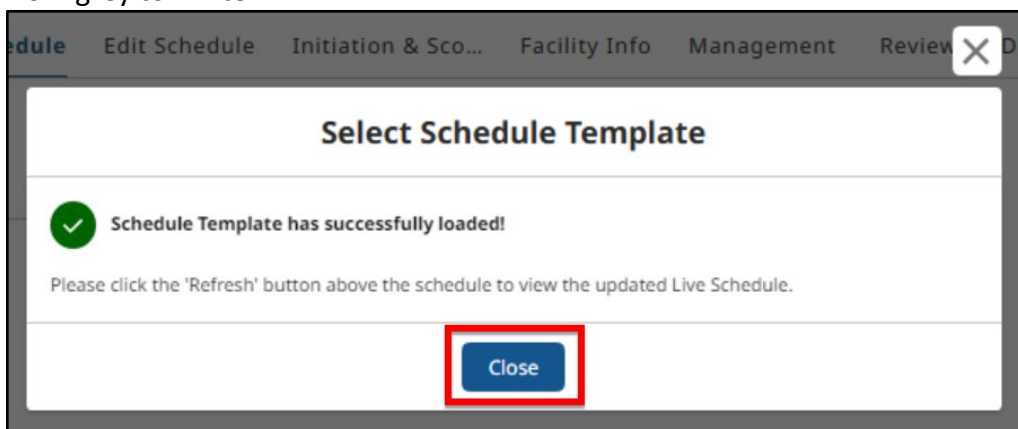 edule Edit Schedule Initiation & Sco... Facility Info Management Review D
Select Schedule Template
Schedule Template has successfully loaded!
Please click the 'Refresh' button above the schedule to view the updated Live Schedule.
Close